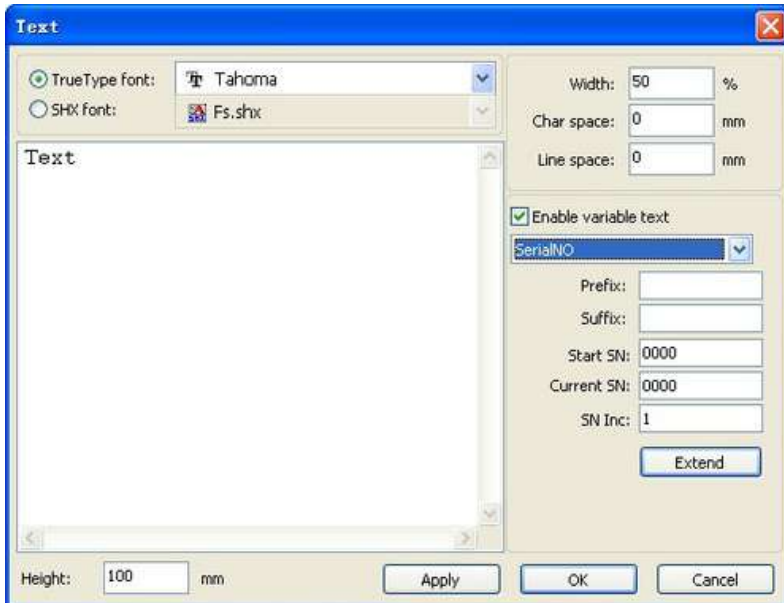 Text
TrueType font: Tahoma
SHX font: Fs.shx
Text
Width: 50 %
Char space: 0 mm
Line space: 0 mm
Enable variable text
SerialNO
Prefix:
Suffix:
Start SN: 0000
Current SN: 0000
SN Inc: 1
Extend
Height: 100 mm
Apply
OK
Cancel